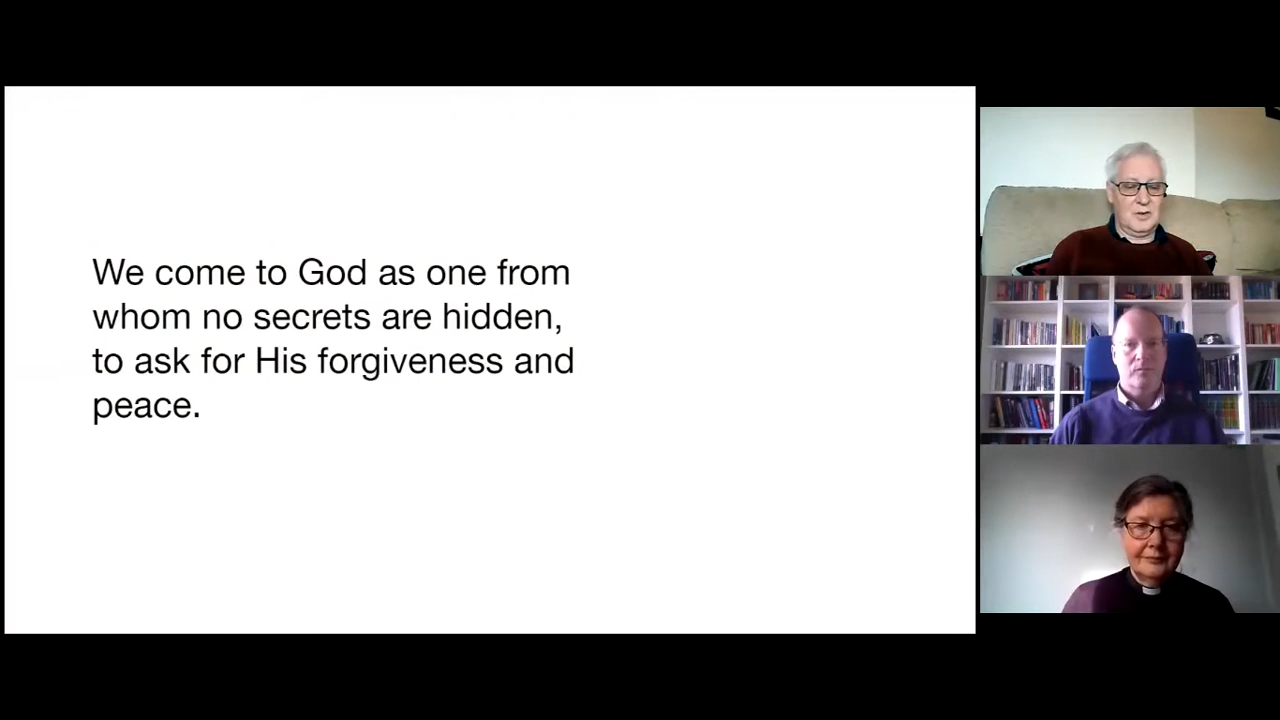 We come to God as one from
whom no secrets are hidden,
to ask for His forgiveness and
peace.